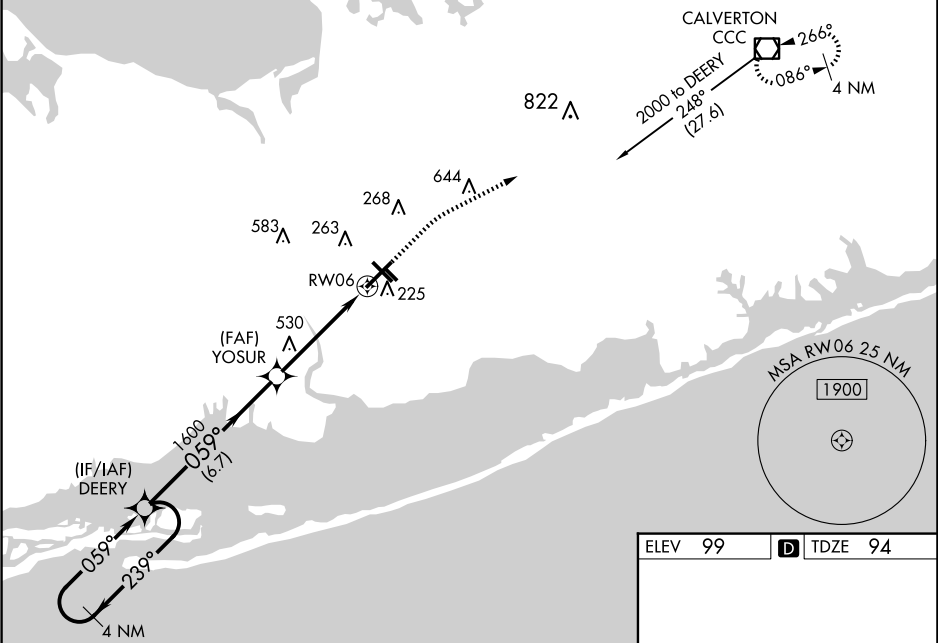 CALVERTON
CCC
266°
086°
4 NM
2000 to DEERY
248°
(27.6)
822
644
268
583
263
RW06
225
530
(FAF)
YOSUR
MSA RW06 25 NM
1900
1600
059°
(6.7)
(IF/IAF)
DEERY
059°
239°
4 NM
ELEV 99
D
TDZE 94